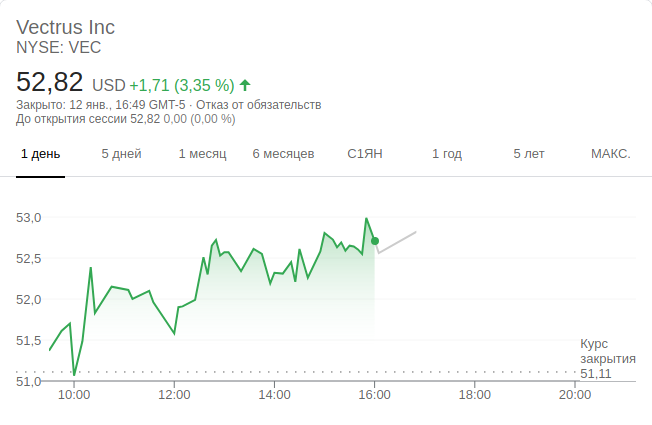 Vectrus Inc
NYSE: VEC
52,82 USD +1,71 (3,35 %)
Закрыто: 12 янв., 16:49 GMT-5 · Отказ от обязательств
До открытия сессии 52,82 0,00 (0,00 %)
1 день 5 дней 1 месяц 6 месяцев С1ЯН 1 год 5 лет МАКС.
53,0
52,5
52,0
51,5
Курс
закрытия
51,11
51,0
10:00 12:00 14:00 16:00 18:00 20:00